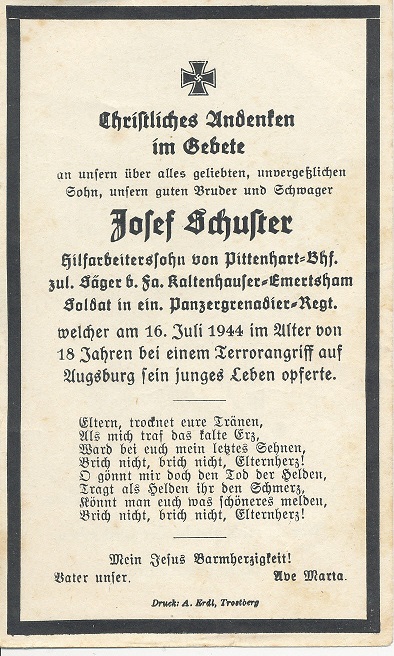 Christliches Andenken
im Gebete
an unsern über alles geliebten, unvergeßlichen
Sohn, unsern guten Bruder und Schwager
Josef Schuster
Hilfarbeiterssohn von Pittenhart-Bhf.
zul. Säger b. Fa. Kaltenhauser-Emertsham
Soldat in ein. Panzergrenadier-Regt.
welcher am 16. Juli 1944 im Alter von
18 Jahren bei einem Terrorangriff auf
Augsburg sein junges Leben opferte.
Eltern, trocknet eure Tränen,
Als mich traf das kalte Erz,
Ward bei euch mein letztes Sehnen,
Brich nicht, brich nicht, Elternherz!
O gönnt mir doch den Tod der Helden,
Tragt als Helden ihr den Schmerz,
Könnt man euch was schöneres melden,
Brich nicht, brich nicht, Elternherz!
Mein Jesus Barmherzigkeit!
Vater unser. Ave Maria.
Druck: A. Erdl, Trostberg